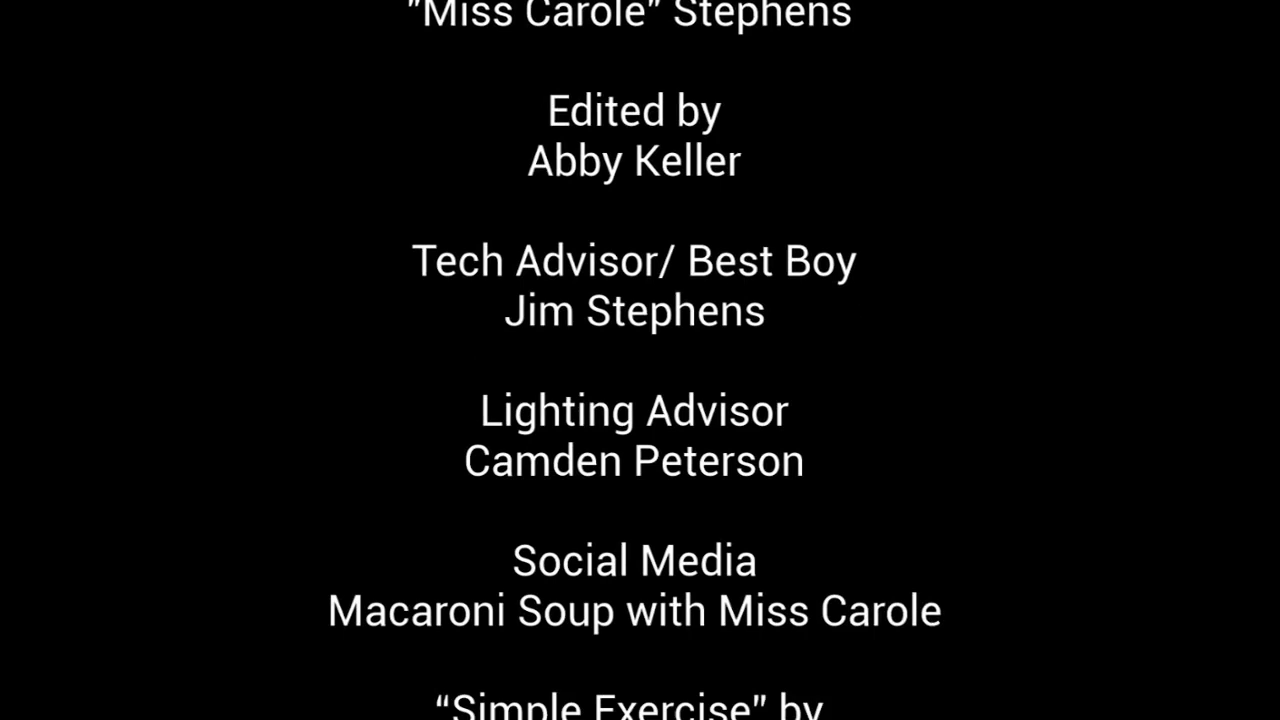 "Miss Carole" Stephens
Edited by
Abby Keller
Tech Advisor/ Best Boy
Jim Stephens
Lighting Advisor
Camden Peterson
Social Media
Macaroni Soup with Miss Carole
“Simple Exercise" by